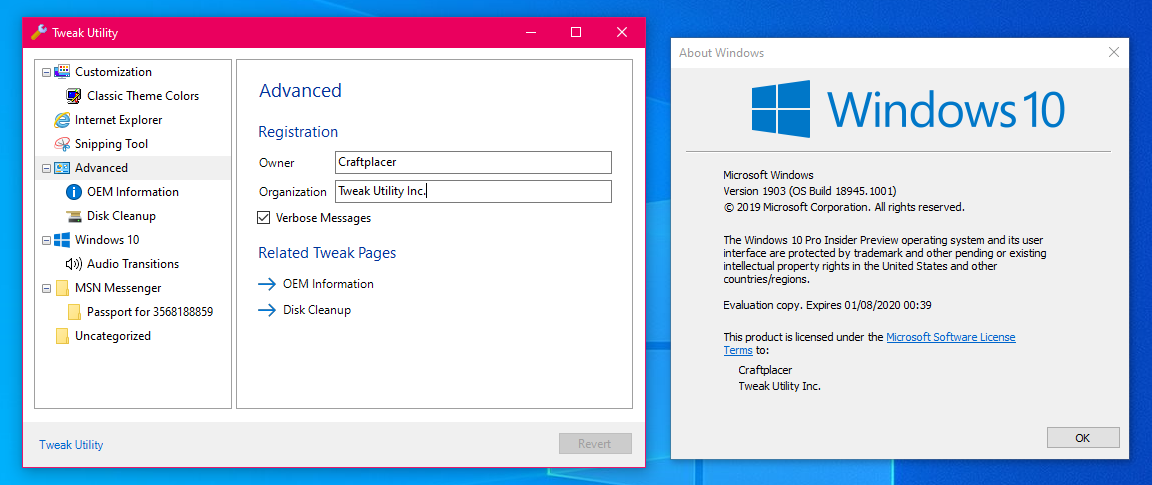 Tweak Utility
Customization
Classic Theme Colors
Internet Explorer
Snipping Tool
Advanced
OEM Information
Disk Cleanup
Windows 10
Audio Transitions
MSN Messenger
Passport for 3568188859
Uncategorized
Advanced
Registration
Owner Craftplacer
Organization Tweak Utility Inc.
Verbose Messages
Related Tweak Pages
OEM Information
Disk Cleanup
Tweak Utility
Revert
About Windows
Windows 10
Microsoft Windows
Version 1903 (OS Build 18945.1001)
© 2019 Microsoft Corporation. All rights reserved.
The Windows 10 Pro Insider Preview operating system and its user
interface are protected by trademark and other pending or existing
intellectual property rights in the United States and other
countries/regions.
Evaluation copy. Expires 01/08/2020 00:39
This product is licensed under the Microsoft Software License
Terms to:
Craftplacer
Tweak Utility Inc.
OK